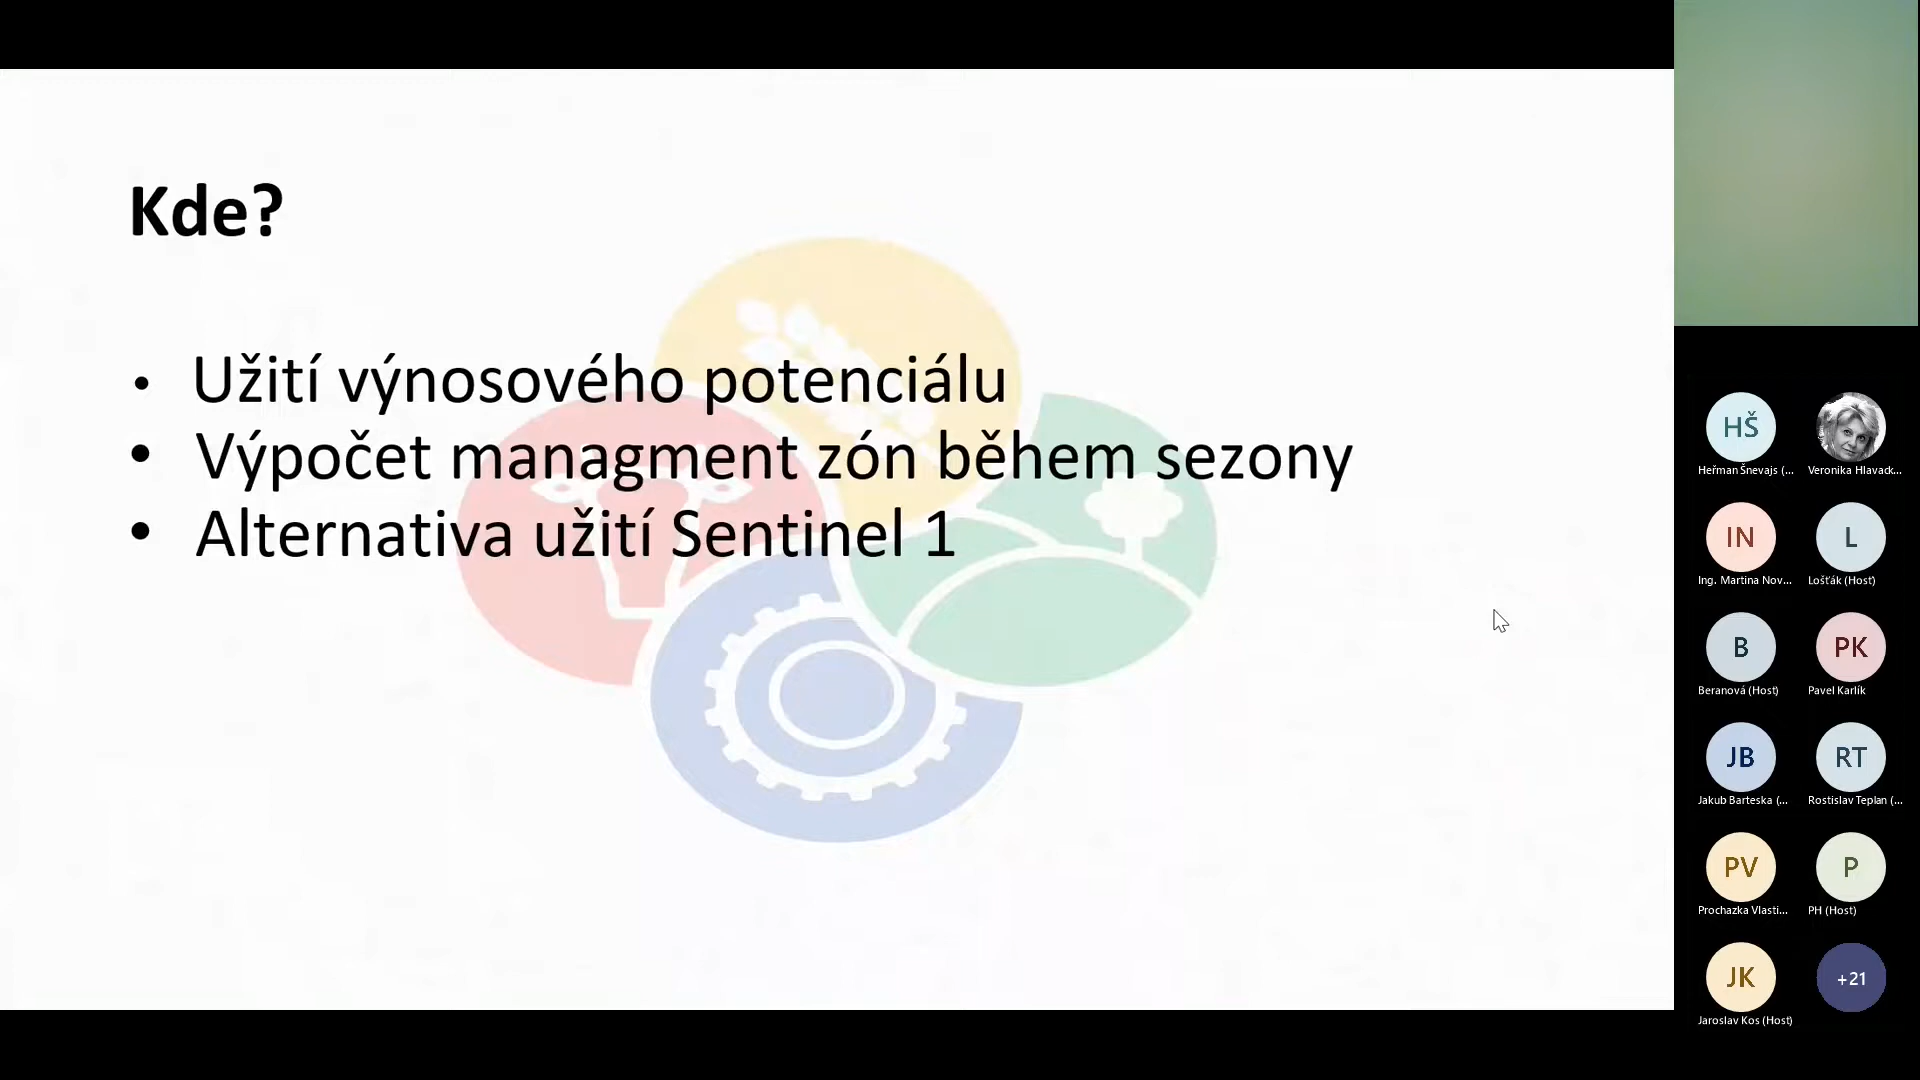 Kde?
• Užití výnosového potenciálu
• Výpočet managment zón během sezony
• Alternativa užití Sentinel 1
HŠ
Heřman Šnevajs (...
Veronika Hlavack...
IN
Ing. Martina Nov...
L
Lošťák (Host)
B
Beranová (Host)
PK
Pavel Karlík
JB
Jakub Barteska (...
RT
Rostislav Teplan (...
PV
Prochazka Vlasti...
P
PH (Host)
JK
Jaroslav Kos (Host)
+21